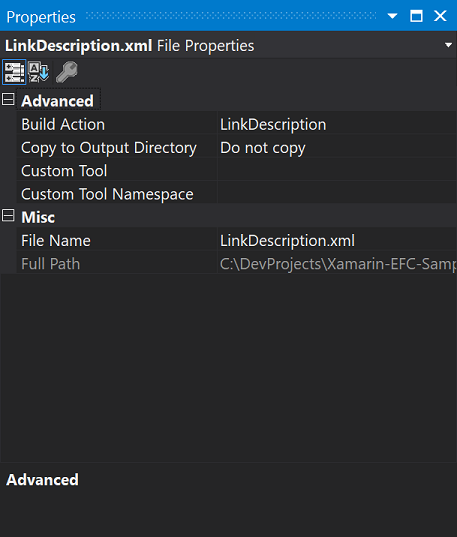 Properties
LinkDescription.xml File Properties
Advanced
Build Action LinkDescription
Copy to Output Directory Do not copy
Custom Tool
Custom Tool Namespace
Misc
File Name LinkDescription.xml
Full Path C:\DevProjects\Xamarin-EFC-Samp
Advanced